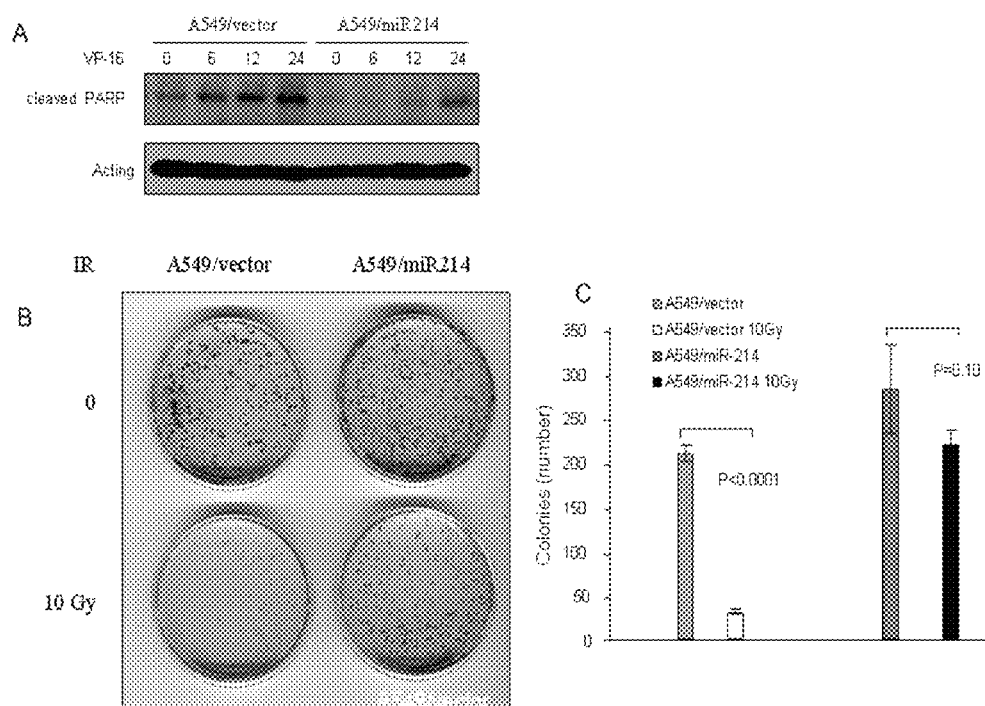 A
A549/vector A549/miR214
VP-16 0 6 12 24 0 6 12 24
cleaved PARP
Acting
IR A549/vector A549/miR214
B
0
10 Gy
C
A549/vector
A549/vector 10Gy
A549/miR-214
A549/miR-214 10Gy
Colonies (number)
350
300
250
200
150
100
50
0
P<0.0001
P=0.10